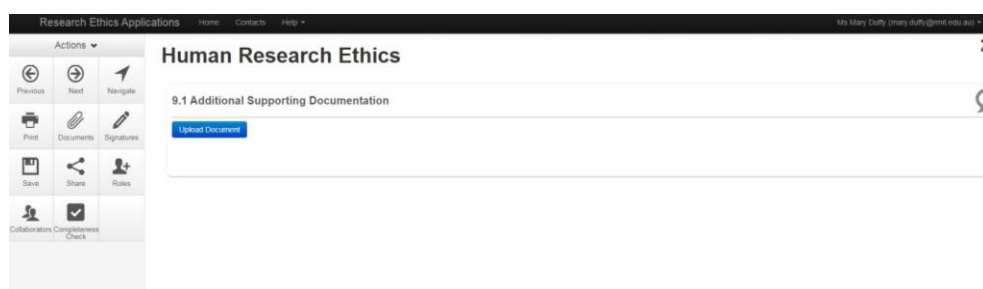 Research Ethics Applications Home Contacts Help Ms Mary Duffy (mary.duffy@rmit.edu.au)
Actions
Human Research Ethics
Previous Next Navigate
9.1 Additional Supporting Documentation
Upload Document
Print Documents Signatures
Save Share Roles
Collaborators Completeness
Check